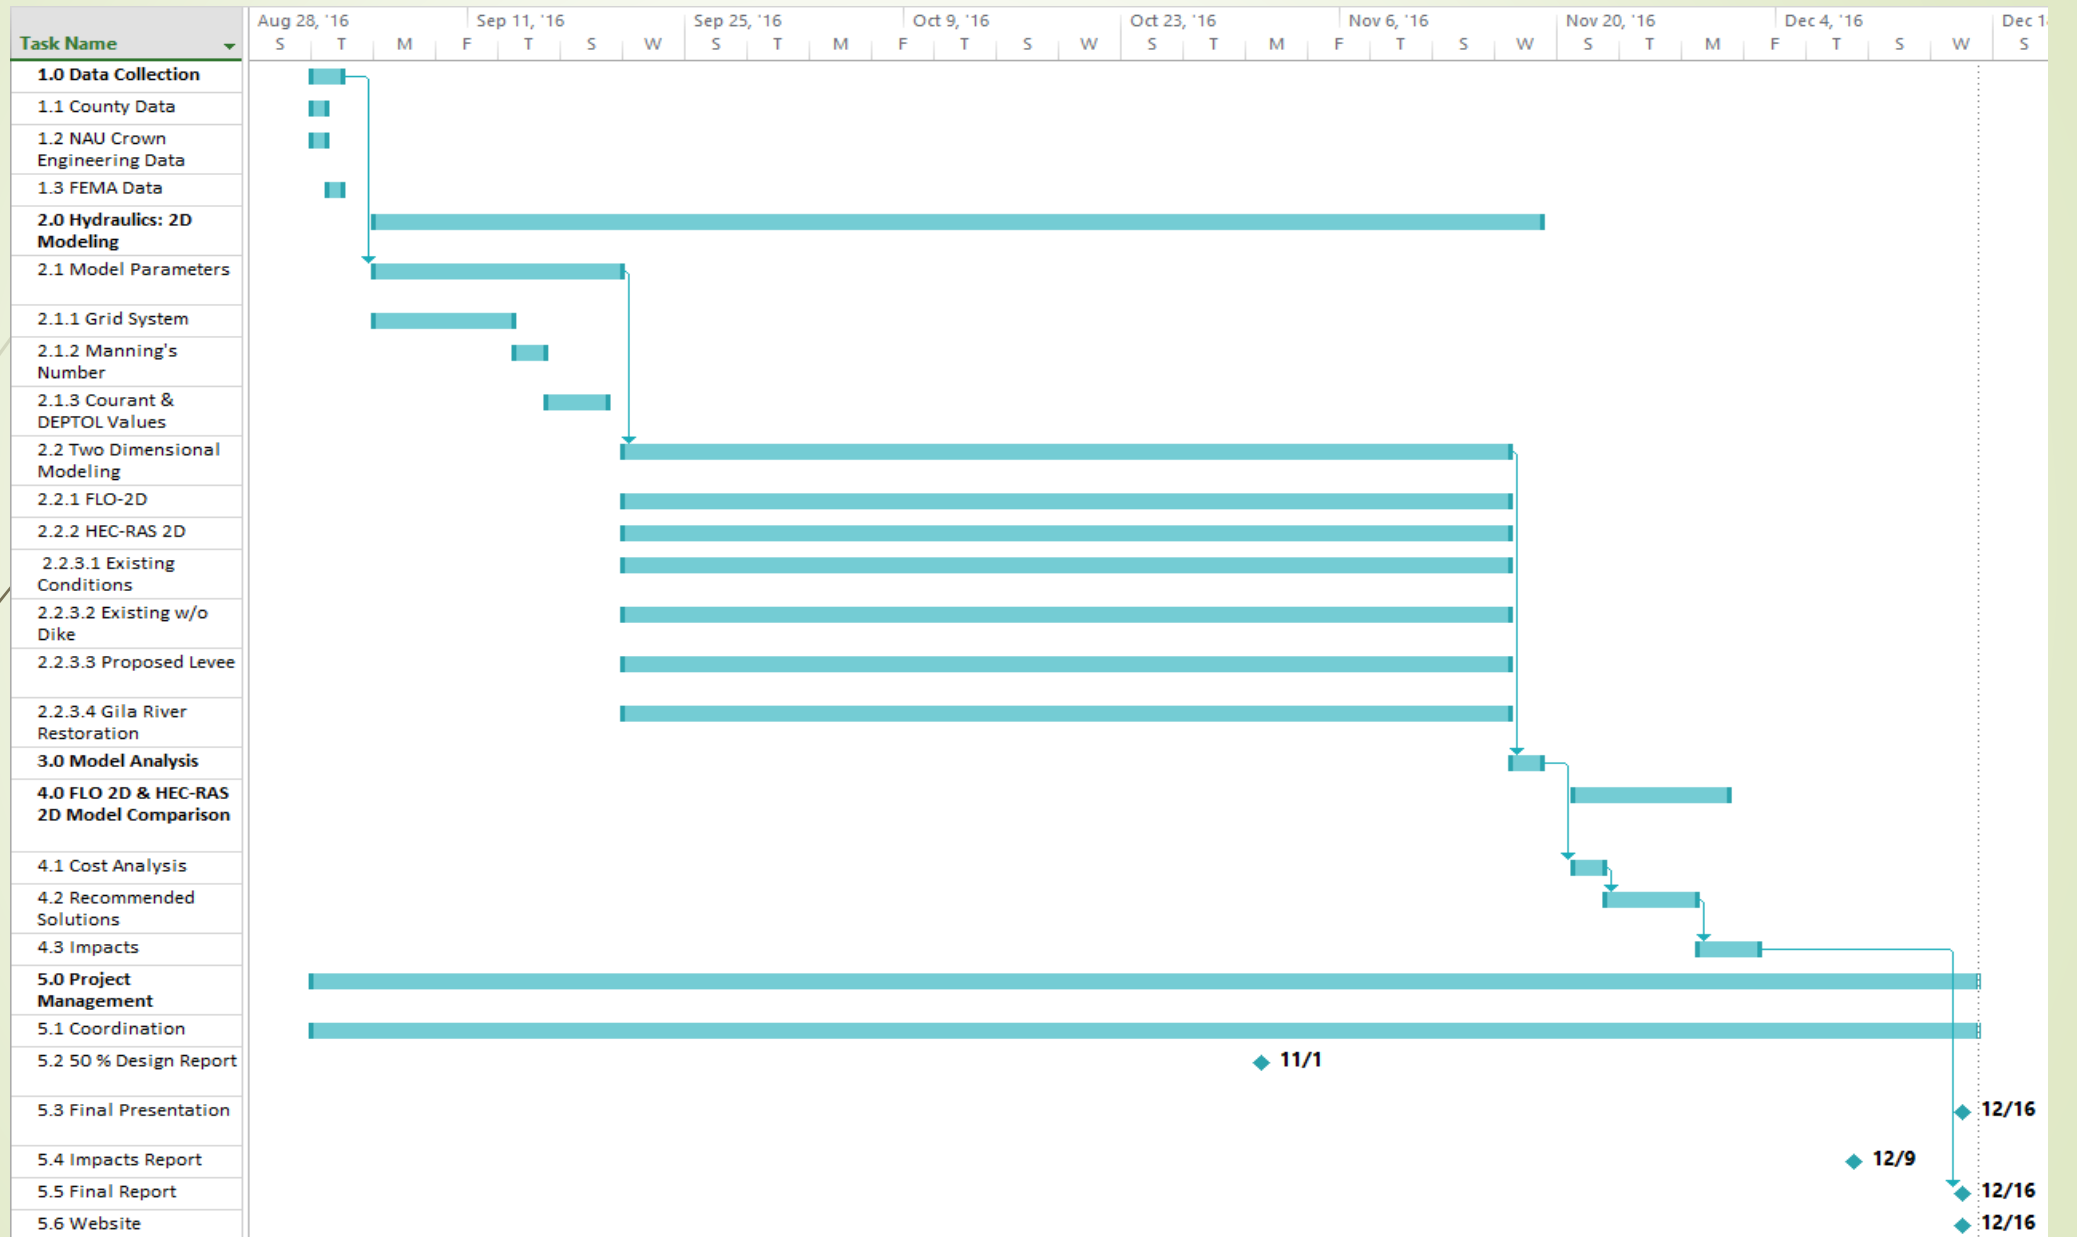 Aug 28, '16 Sep 11, '16 Sep 25, '16 Oct 9, '16 Oct 23, '16 Nov 6, '16 Nov 20, '16 Dec 4, '16 Dec 1
Task Name S T M F T S W S T M F T S W S T M F T S W S T M F T S W S
1.0 Data Collection
1.1 County Data
1.2 NAU Crown
Engineering Data
1.3 FEMA Data
2.0 Hydraulics: 2D
Modeling
2.1 Model Parameters
2.1.1 Grid System
2.1.2 Manning's
Number
2.1.3 Courant &
DEPTOL Values
2.2 Two Dimensional
Modeling
2.2.1 FLO-2D
2.2.2 HEC-RAS 2D
2.2.3.1 Existing
Conditions
2.2.3.2 Existing w/o
Dike
2.2.3.3 Proposed Levee
2.2.3.4 Gila River
Restoration
3.0 Model Analysis
4.0 FLO 2D & HEC-RAS
2D Model Comparison
4.1 Cost Analysis
4.2 Recommended
Solutions
4.3 Impacts
5.0 Project
Management
5.1 Coordination
5.2 50 % Design Report 11/1
5.3 Final Presentation 12/16
5.4 Impacts Report 12/9
5.5 Final Report 12/16
5.6 Website 12/16